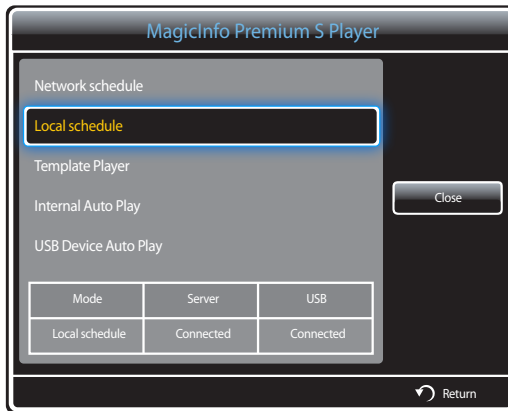 MagicInfo Premium S Player
Network schedule
Local schedule
Template Player
Internal Auto Play
USB Device Auto Play
Close
Mode Server USB
Local schedule Connected Connected
Return